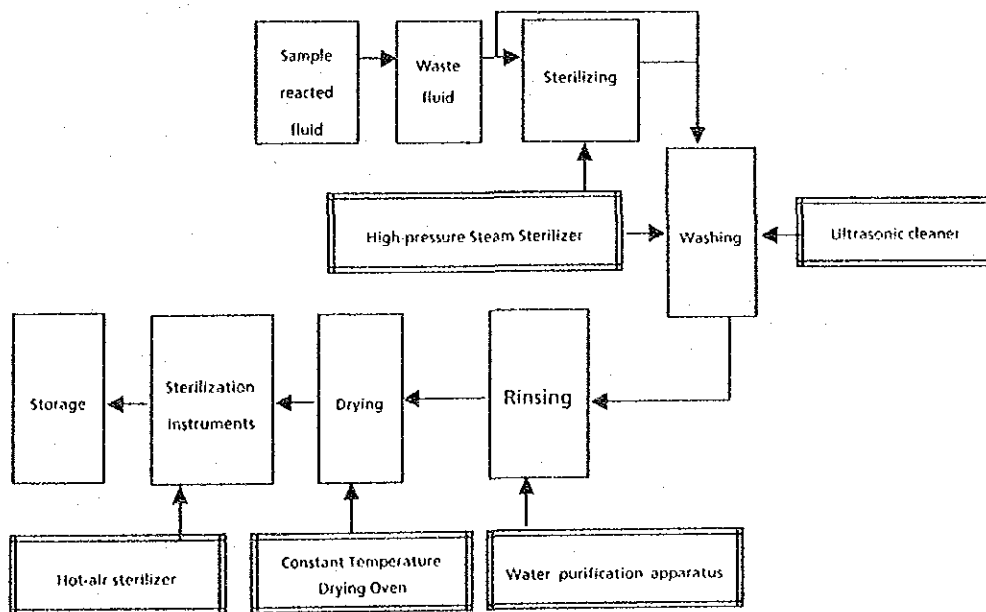 Sample
reacted
fluid
Waste
fluid
Sterilizing
High-pressure Steam Sterilizer
Washing
Ultrasonic cleaner
Storage
Sterilization
Instruments
Drying
Rinsing
Hot-air sterilizer
Constant Temperature
Drying Oven
Water purification apparatus